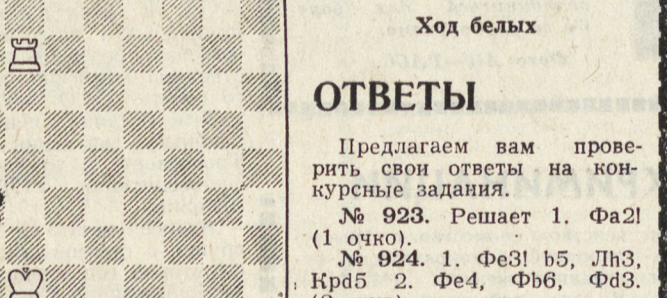 Ход белых
ОТВЕТЫ
Предлагаем вам прове-
рить свои ответы на кон-
курсные задания.
№ 923. Решает 1. Фа2!
(1 очко).
№ 924. 1. Фе3! b5, Лh3,
Крd5 2. Фе4, Фb6, Фd3.